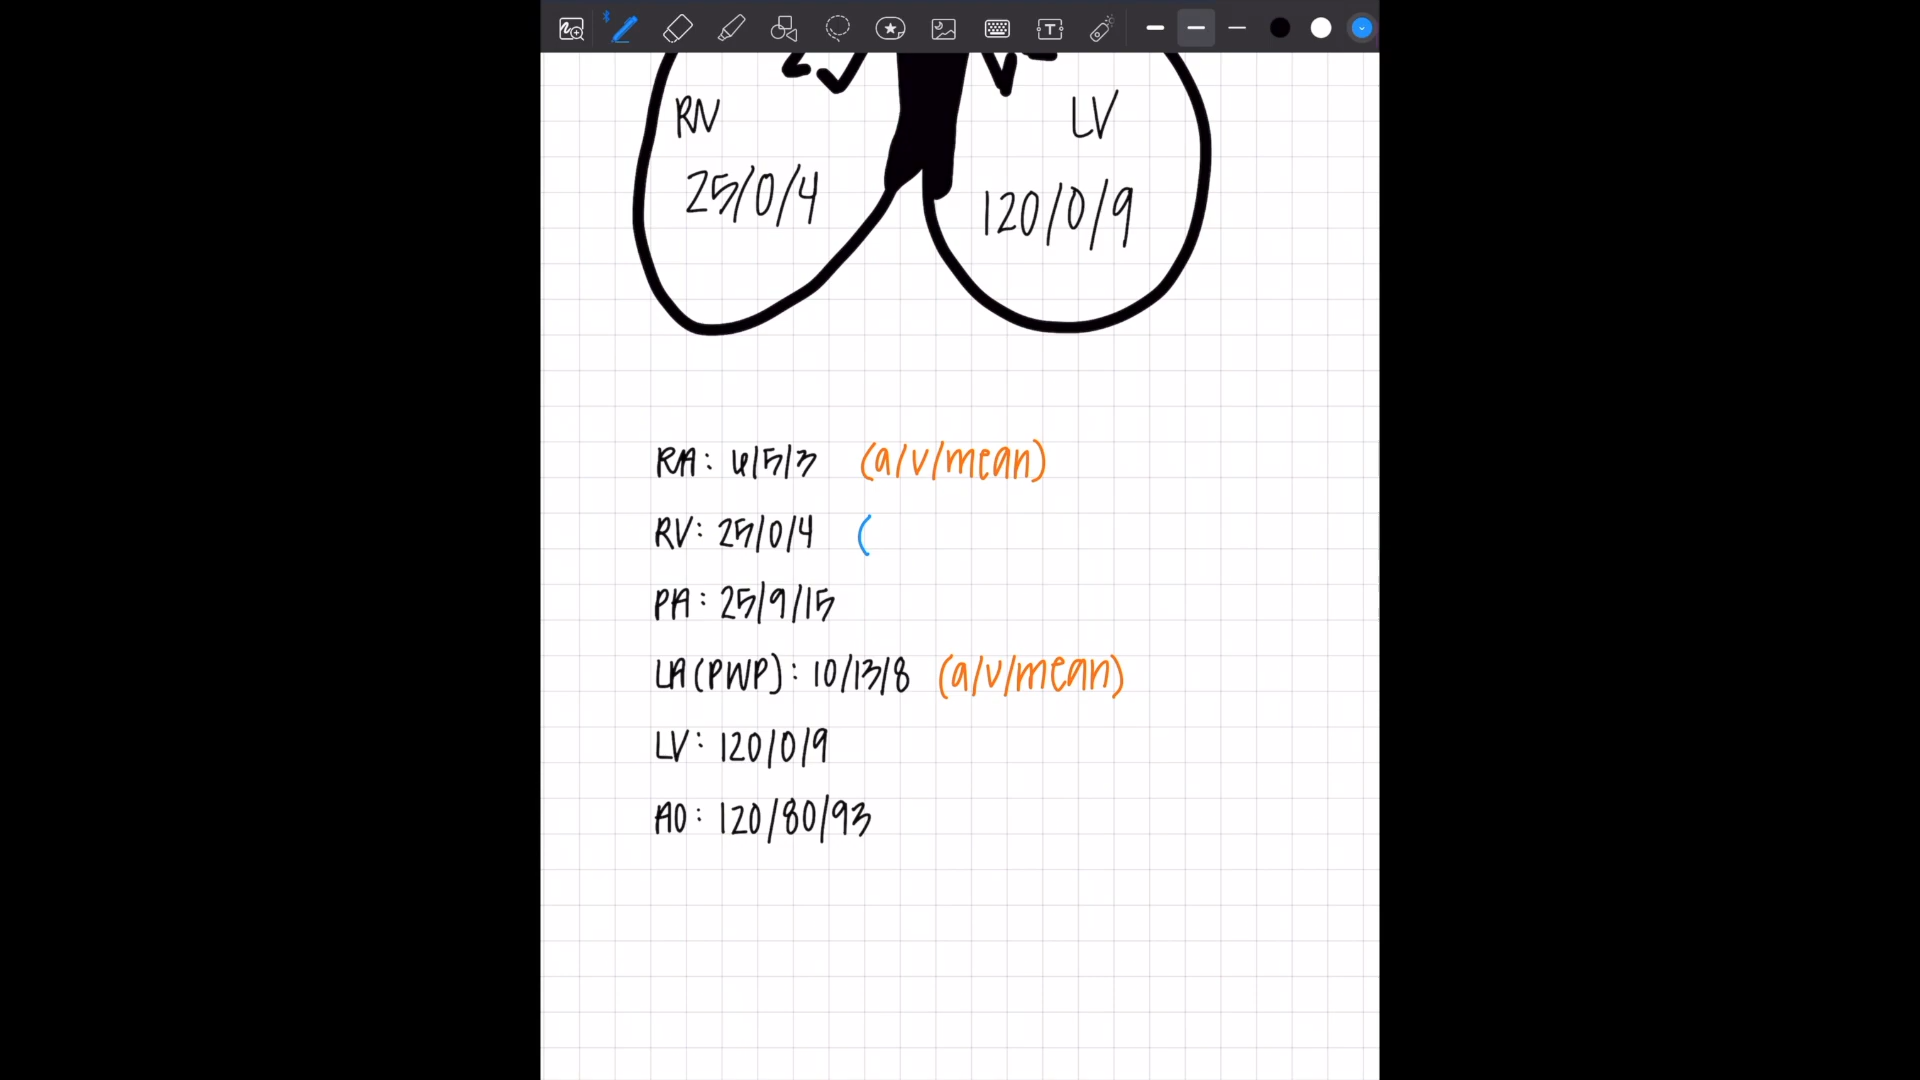 RV
LV
25/0/4
120/0/9
RA: 6/5/3 (a/v/mean)
RV: 25/0/4 (
PA: 25/9/15
LA (PWP): 10/13/8 (a/v/mean)
LV: 120/0/9
AO: 120/80/93